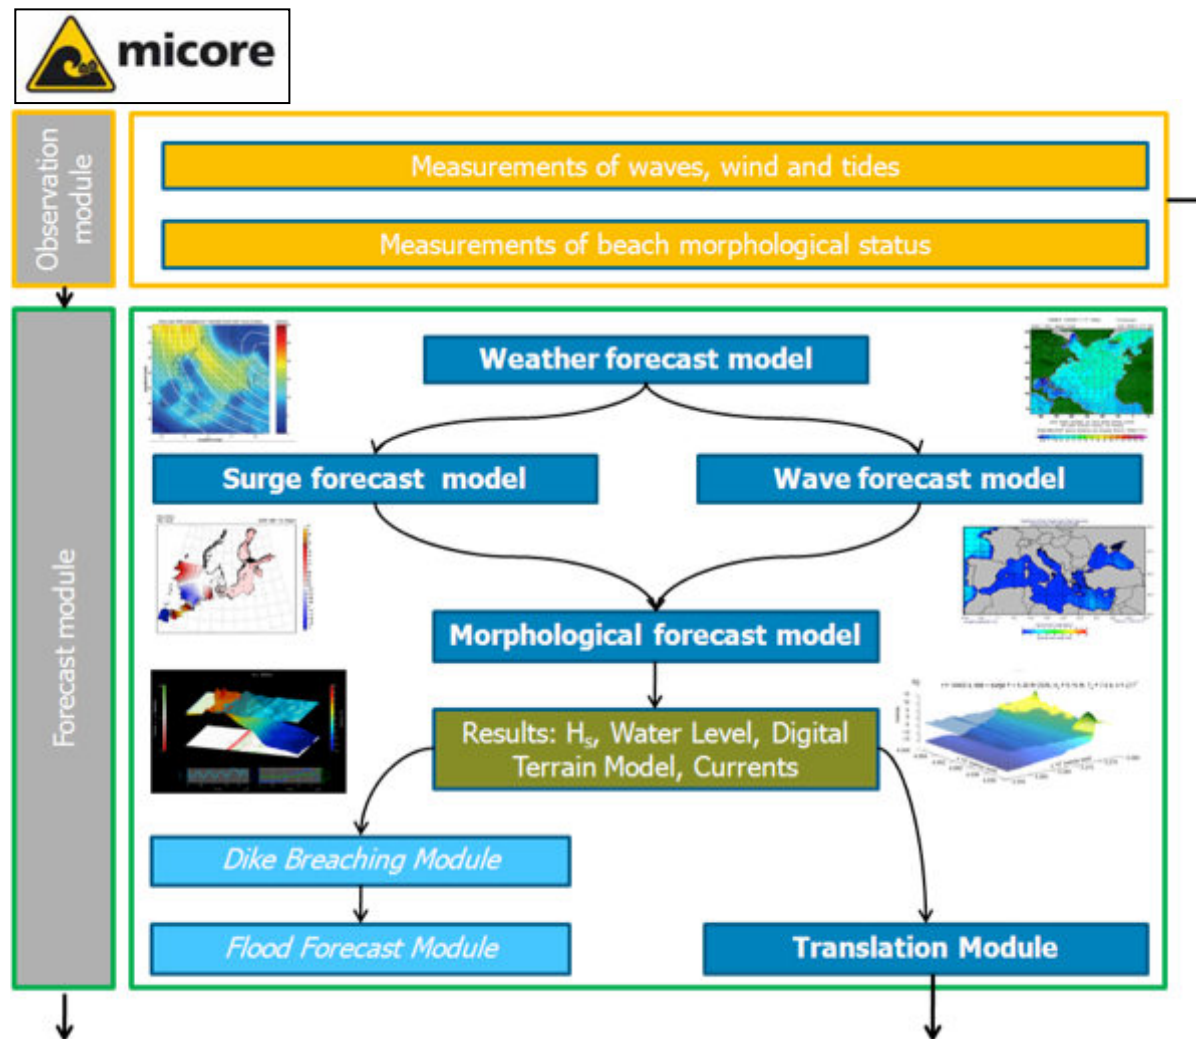 micore
Observation
module
Measurements of waves, wind and tides
Measurements of beach morphological status
Forecast module
Weather forecast model
Surge forecast model
Wave forecast model
Morphological forecast model
Results: Hs, Water Level, Digital
Terrain Model, Currents
Dike Breaching Module
Flood Forecast Module
Translation Module